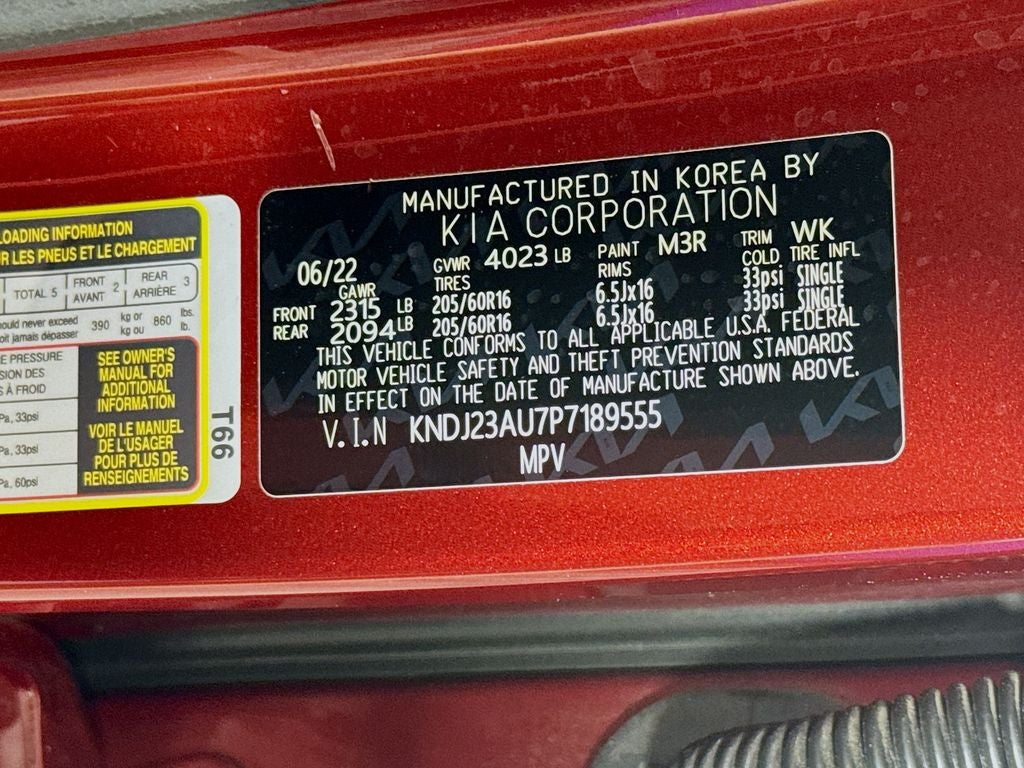 LOADING INFORMATION
R LES PNEUS ET LE CHARGEMENT
TOTAL 5 FRONT AVANT 2 REAR ARRIÈRE 3
should never exceed
doit jamais dépasser 390 kg or kg ou 860 lbs. lb.
E PRESSURE
SION DES
S À FROID
Pa, 33psi
Pa, 33psi
Pa, 60psi
SEE OWNER'S
MANUAL FOR
ADDITIONAL
INFORMATION
VOIR LE MANUEL
DE L'USAGER
POUR PLUS DE
RENSEIGNEMENTS
T66
MANUFACTURED IN KOREA BY
KIA CORPORATION
06/22 GVWR 4023 LB PAINT M3R TRIM WK
GAWR TIRES RIMS COLD TIRE INFL
FRONT 2315 LB 205/60R16 6.5Jx16 33psi SINGLE
REAR 2094 LB 205/60R16 6.5Jx16 33psi SINGLE
THIS VEHICLE CONFORMS TO ALL APPLICABLE U.S.A. FEDERAL
MOTOR VEHICLE SAFETY AND THEFT PREVENTION STANDARDS
IN EFFECT ON THE DATE OF MANUFACTURE SHOWN ABOVE.
V.I.N KNDJ23AU7P7189555
MPV